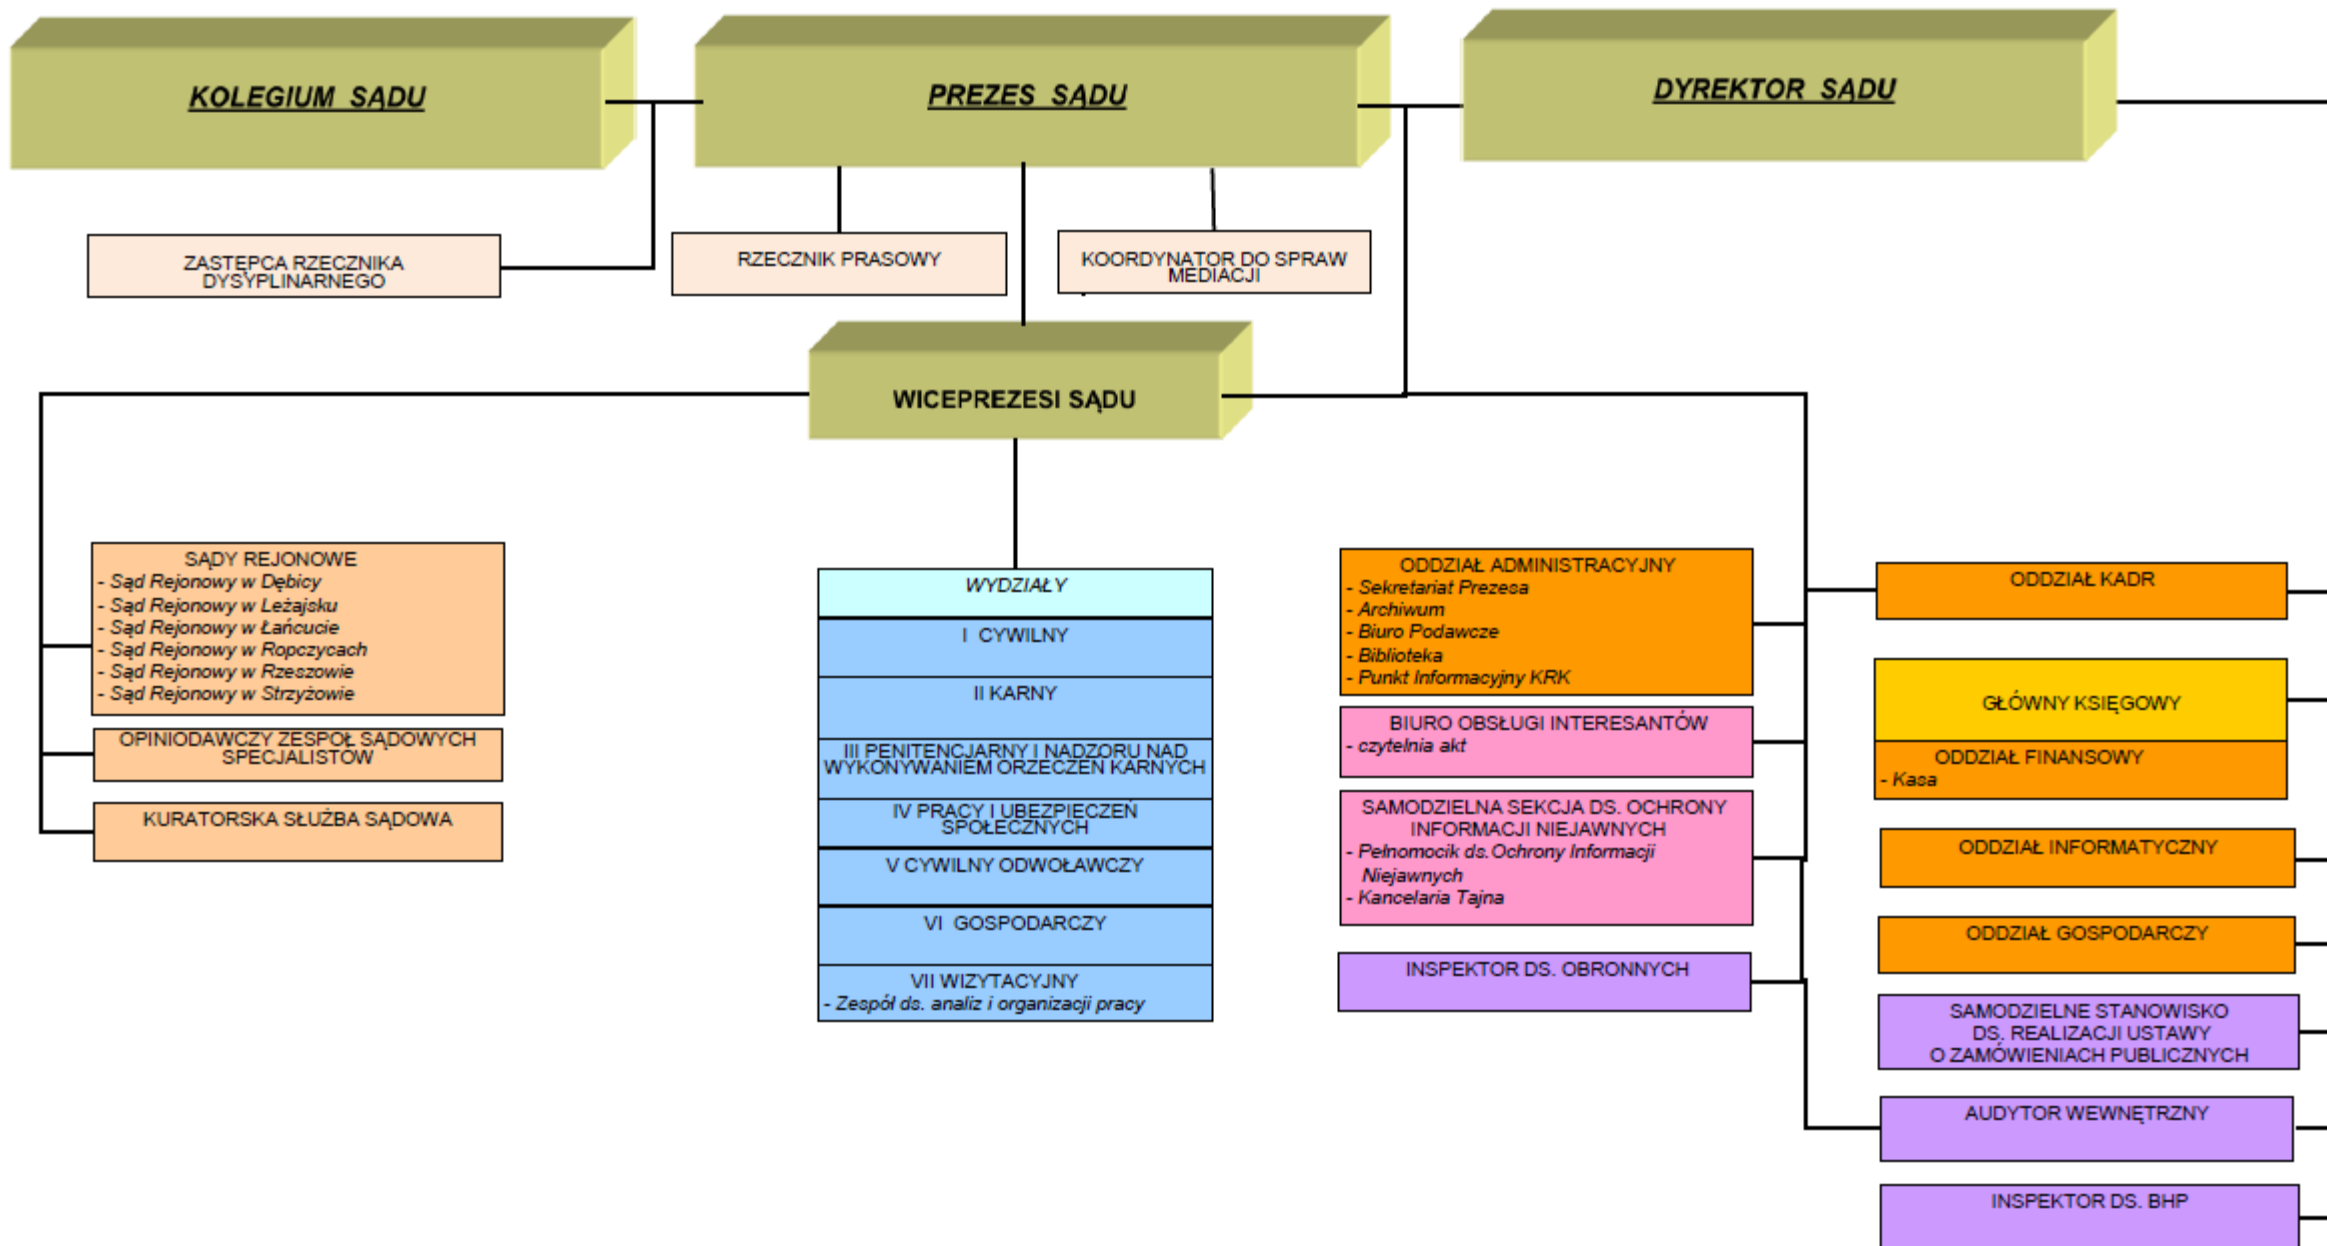 KOLEGIUM SĄDU
PREZES SĄDU
DYREKTOR SĄDU
ZASTĘPCA RZECZNIKA
DYSYPLINARNEGO
RZECZNIK PRASOWY
KOORDYNATOR DO SPRAW
MEDIACJI
WICEPREZESI SĄDU
SĄDY REJONOWE
- Sąd Rejonowy w Dębicy
- Sąd Rejonowy w Leżajsku
- Sąd Rejonowy w Łańcucie
- Sąd Rejonowy w Ropczycach
- Sąd Rejonowy w Rzeszowie
- Sąd Rejonowy w Strzyżowie
OPINIODAWCZY ZESPÓŁ SĄDOWYCH
SPECJALISTÓW
KURATORSKA SŁUŻBA SĄDOWA
WYDZIAŁY
I CYWILNY
II KARNY
III PENITENCJARNY I NADZORU NAD
WYKONYWANIEM ORZECZEŃ KARNYCH
IV PRACY I UBEZPIECZEŃ
SPOŁECZNYCH
V CYWILNY ODWOŁAWCZY
VI GOSPODARCZY
VII WIZYTACYJNY
- Zespół ds. analiz i organizacji pracy
ODDZIAŁ ADMINISTRACYJNY
- Sekretariat Prezesa
- Archiwum
- Biuro Podawcze
- Biblioteka
- Punkt Informacyjny KRK
BIURO OBSŁUGI INTERESANTÓW
- czytelnia akt
SAMODZIELNA SEKCJA DS. OCHRONY
INFORMACJI NIEJAWNYCH
- Pełnomocik ds.Ochrony Informacji
Niejawnych
- Kancelaria Tajna
INSPEKTOR DS. OBRONNYCH
ODDZIAŁ KADR
GŁÓWNY KSIĘGOWY
ODDZIAŁ FINANSOWY
- Kasa
ODDZIAŁ INFORMATYCZNY
ODDZIAŁ GOSPODARCZY
SAMODZIELNE STANOWISKO
DS. REALIZACJI USTAWY
O ZAMÓWIENIACH PUBLICZNYCH
AUDYTOR WEWNĘTRZNY
INSPEKTOR DS. BHP